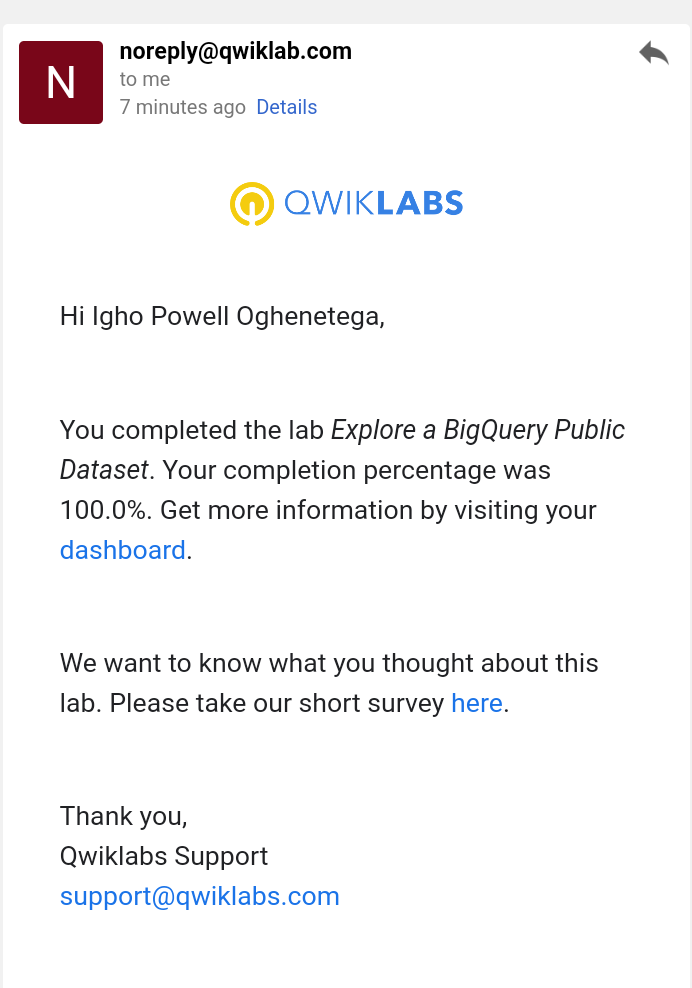 N
noreply@qwiklab.com
to me
7 minutes ago Details
QWIKLABS
Hi Igho Powell Oghenetega,
You completed the lab Explore a BigQuery Public
Dataset. Your completion percentage was
100.0%. Get more information by visiting your
dashboard.
We want to know what you thought about this
lab. Please take our short survey here.
Thank you,
Qwiklabs Support
support@qwiklabs.com